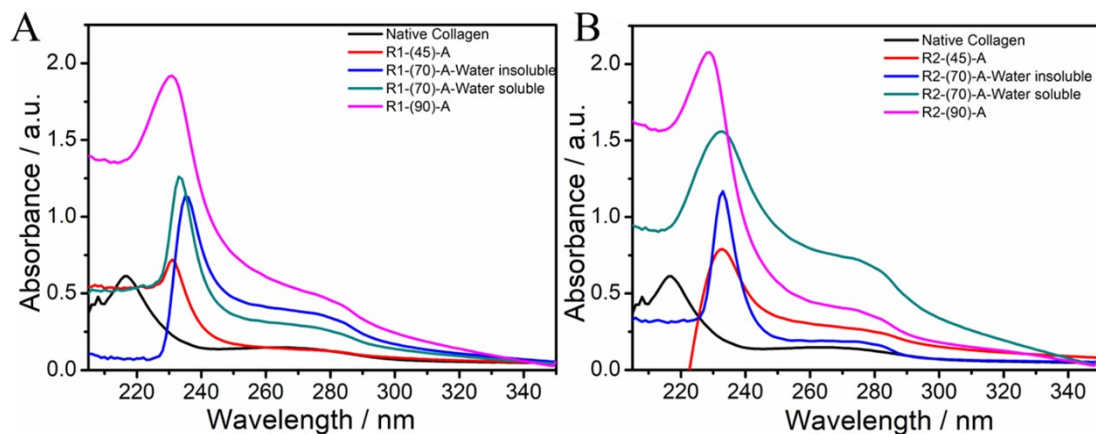 A
Native Collagen
R1-(45)-A
R1-(70)-A-Water insoluble
R1-(70)-A-Water soluble
R1-(90)-A
Absorbance / a.u.
2.0
1.5
1.0
0.5
0.0
220 240 260 280 300 320 340
Wavelength / nm
B
Native Collagen
R2-(45)-A
R2-(70)-A-Water insoluble
R2-(70)-A-Water soluble
R2-(90)-A
Absorbance / a.u.
2.0
1.5
1.0
0.5
0.0
220 240 260 280 300 320 340
Wavelength / nm